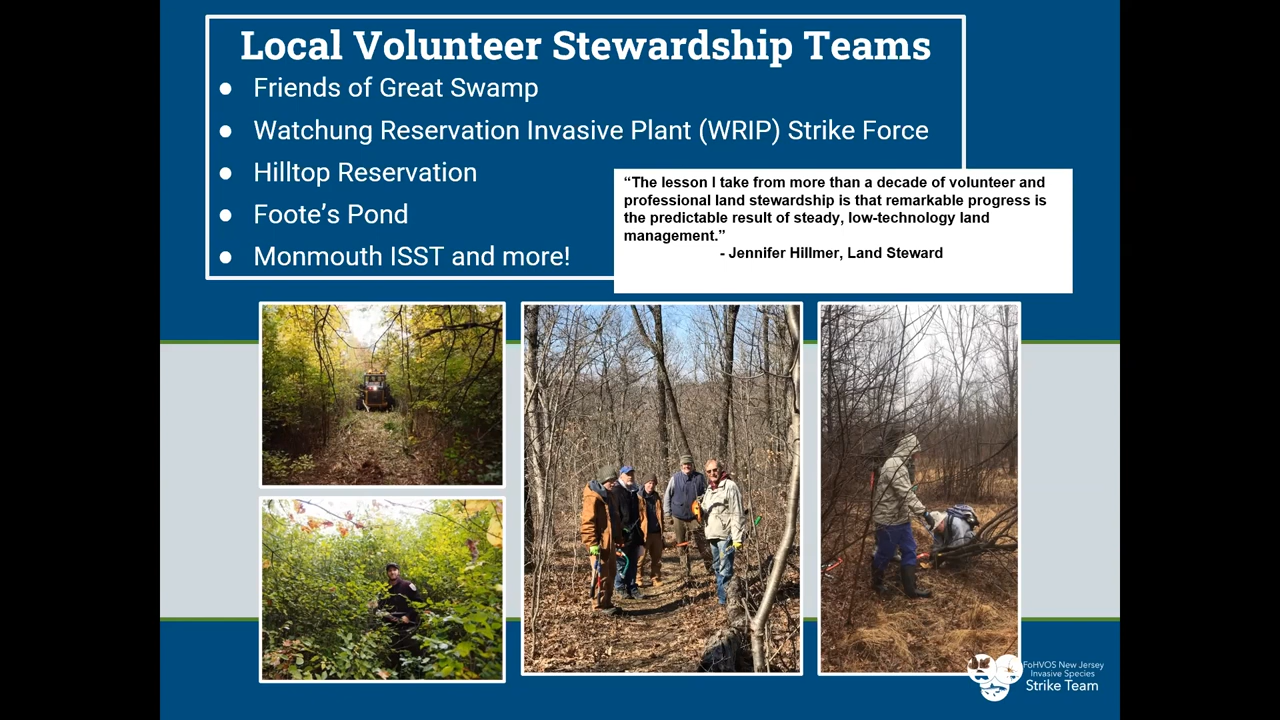 Local Volunteer Stewardship Teams
● Friends of Great Swamp
● Watchung Reservation Invasive Plant (WRIP) Strike Force
● Hilltop Reservation
● Foote’s Pond
● Monmouth ISST and more!
“The lesson I take from more than a decade of volunteer and
professional land stewardship is that remarkable progress is
the predictable result of steady, low-technology land
management.”
- Jennifer Hillmer, Land Steward
FoHVOS New Jersey
Invasive Species
Strike Team